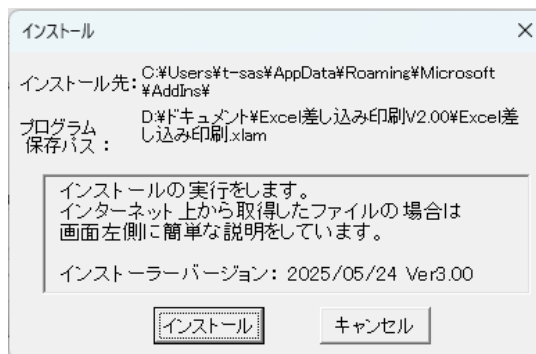 インストール
インストール先：C:¥Users¥t-sas¥AppData¥Roaming¥Microsoft
¥AddIns¥
プログラム
保存パス：
D:¥ドキュメント¥Excel差し込み印刷V2.00¥Excel差
し込み印刷.xlam
インストールの実行をします。
インターネット上から取得したファイルの場合は
画面左側に簡単な説明をしています。
インストーラーバージョン： 2025/05/24 Ver3.00
インストール
キャンセル